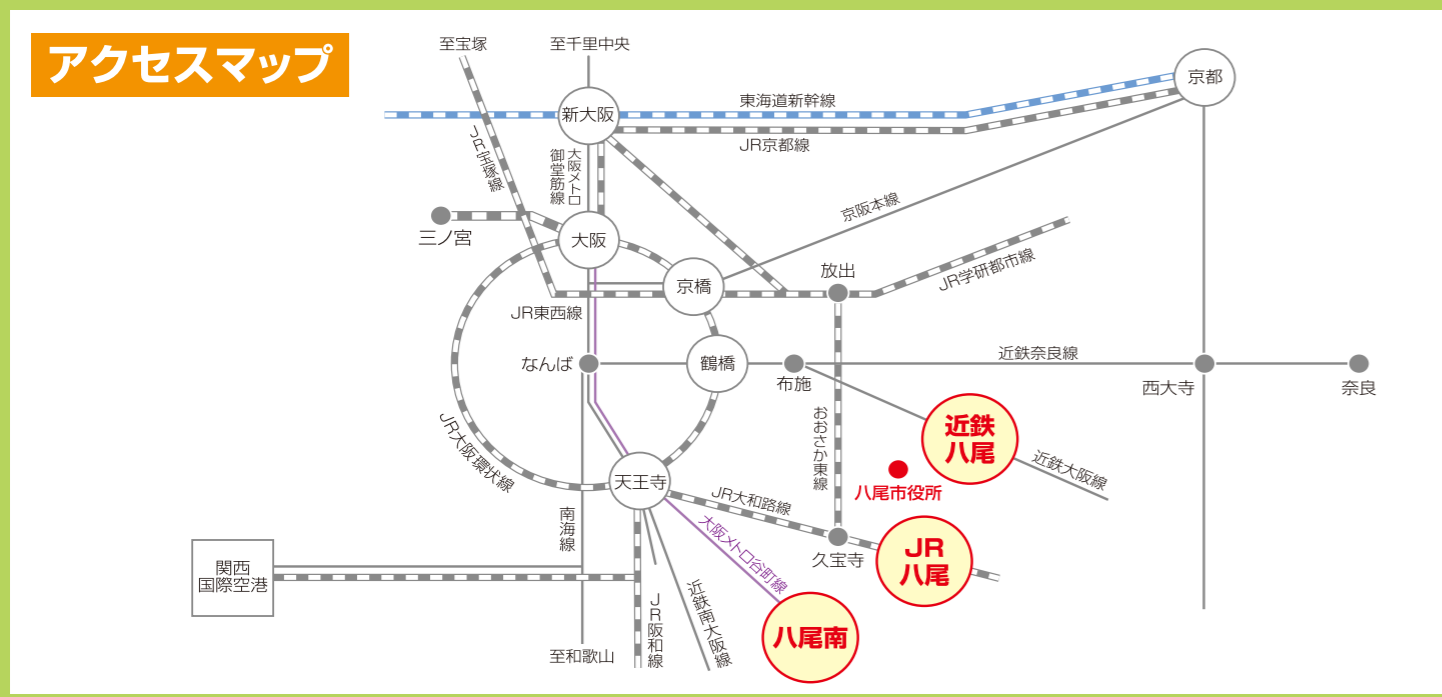 アクセスマップ
至宝塚
至千里中央
京都
新大阪
東海道新幹線
JR京都線
JR宝塚線
大阪メトロ
御堂筋線
三ノ宮
大阪
京阪本線
京橋
放出
JR学研都市線
JR東西線
なんば
鶴橋
布施
近鉄奈良線
西大寺
奈良
JR大阪環状線
おおさか東線
近鉄
八尾
近鉄大阪線
八尾市役所
天王寺
JR大和路線
南海線
大阪メトロ谷町線
久宝寺
JR
八尾
関西
国際空港
八尾南
至和歌山
JR阪和線
近鉄南大阪線